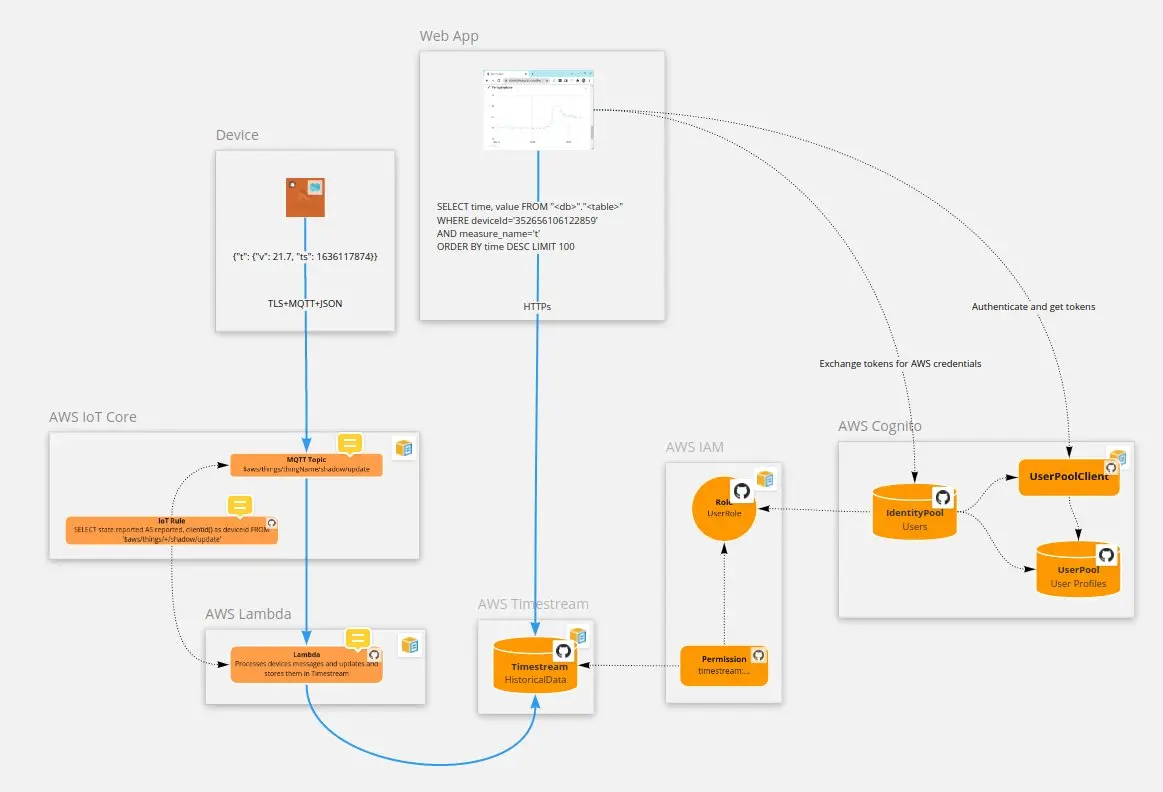 Web App
SELECT time, value FROM "<db>"."<table>"
WHERE deviceId='352656106122859'
AND measure_name='t'
ORDER BY time DESC LIMIT 100
HTTPs
Device
{"t": {"v": 21.7, "ts": 1636117874}}
TLS+MQTT+JSON
Authenticate and get tokens
Exchange tokens for AWS credentials
AWS IoT Core
MQTT Topic
$aws/things/thingName/shadow/update
IoT Rule
SELECT state.reported AS reported, clientid() as deviceId FROM
'$aws/things/+/shadow/update'
AWS Lambda
Lambda
Processes devices messages and updates and
stores them in Timestream
AWS Timestream
Timestream
HistoricalData
AWS IAM
Role
UserRole
Permission
timestream:...
AWS Cognito
UserPoolClient
IdentityPool
Users
UserPool
User Profiles